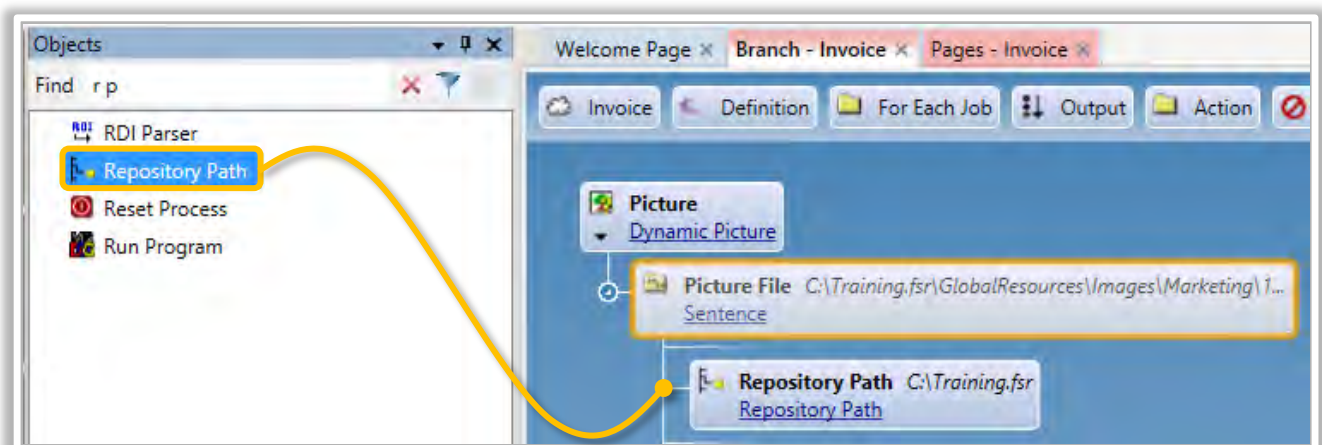 Objects
Find r p
RDI Parser
Repository Path
Reset Process
Run Program
Welcome Page × Branch - Invoice × Pages - Invoice ×
Invoice Definition For Each Job Output Action
Picture
Dynamic Picture
Picture File C:\Training.fsr\GlobalResources\Images\Marketing\1...
Sentence
Repository Path C:\Training.fsr
Repository Path